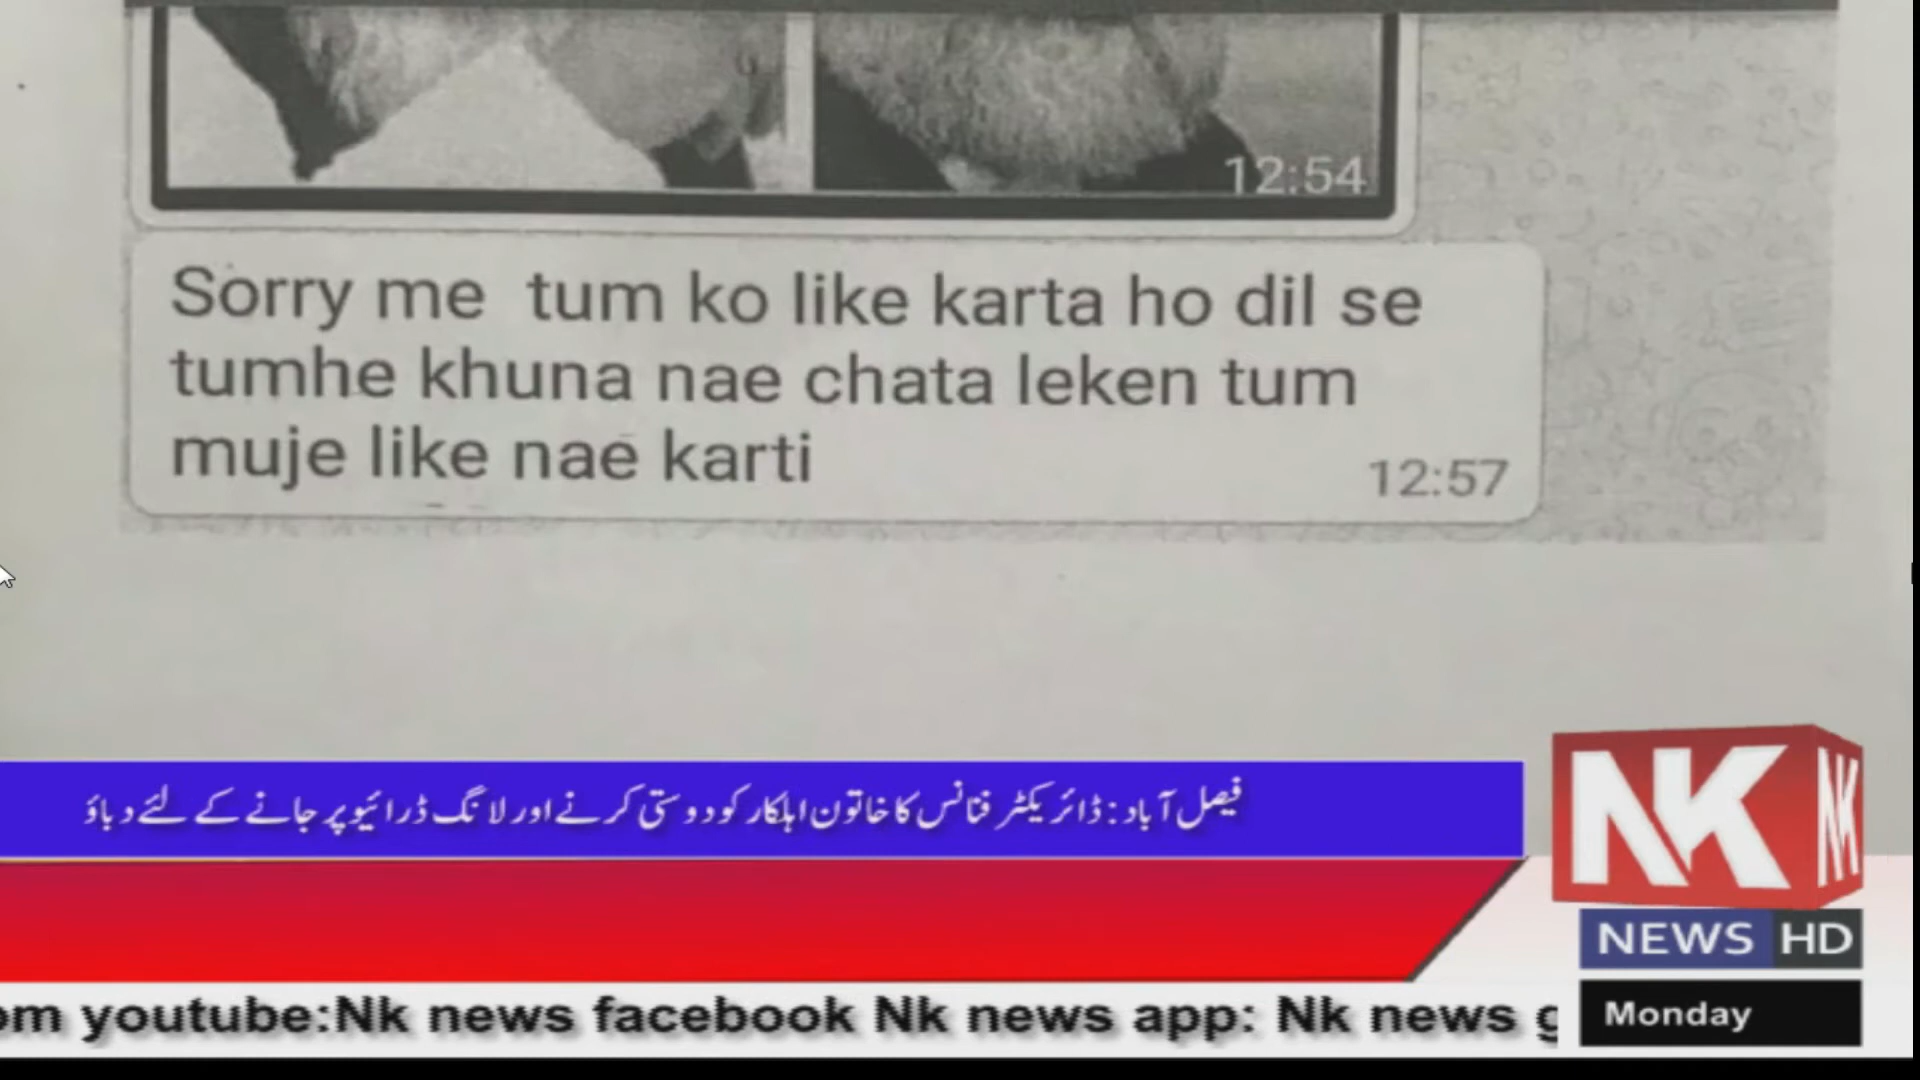 12:54
Sorry me tum ko like karta ho dil se
tumhe khuna nae chata leken tum
muje like nae karti
12:57
فیصل آباد: ڈائریکٹر فنانس کا خاتون اہلکار کو دوستی کرنے اور لانگ ڈرائیو پر جانے کے لئے دباؤ
NK
NK
NEWS HD
om youtube:Nk news facebook Nk news app: Nk news g
Monday